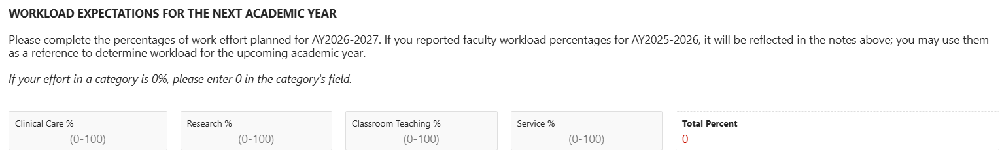 WORKLOAD EXPECTATIONS FOR THE NEXT ACADEMIC YEAR
Please complete the percentages of work effort planned for AY2026-2027. If you reported faculty workload percentages for AY2025-2026, it will be reflected in the notes above; you may use them
as a reference to determine workload for the upcoming academic year.
If your effort in a category is 0%, please enter 0 in the category's field.
Clinical Care %
(0-100)
Research %
(0-100)
Classroom Teaching %
(0-100)
Service %
(0-100)
Total Percent
0